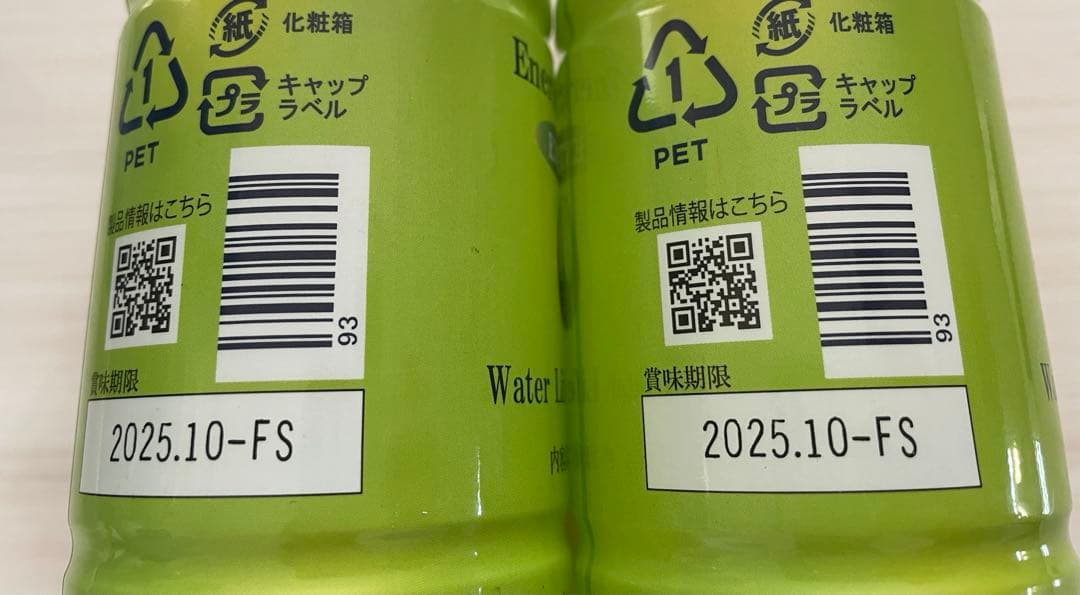 紙
化粧箱
1
プラ
キャップ
ラベル
PET
製品情報はこちら
93
賞味期限
2025.10-FS
Water
紙
化粧箱
1
プラ
キャップ
ラベル
PET
製品情報はこちら
93
賞味期限
2025.10-FS